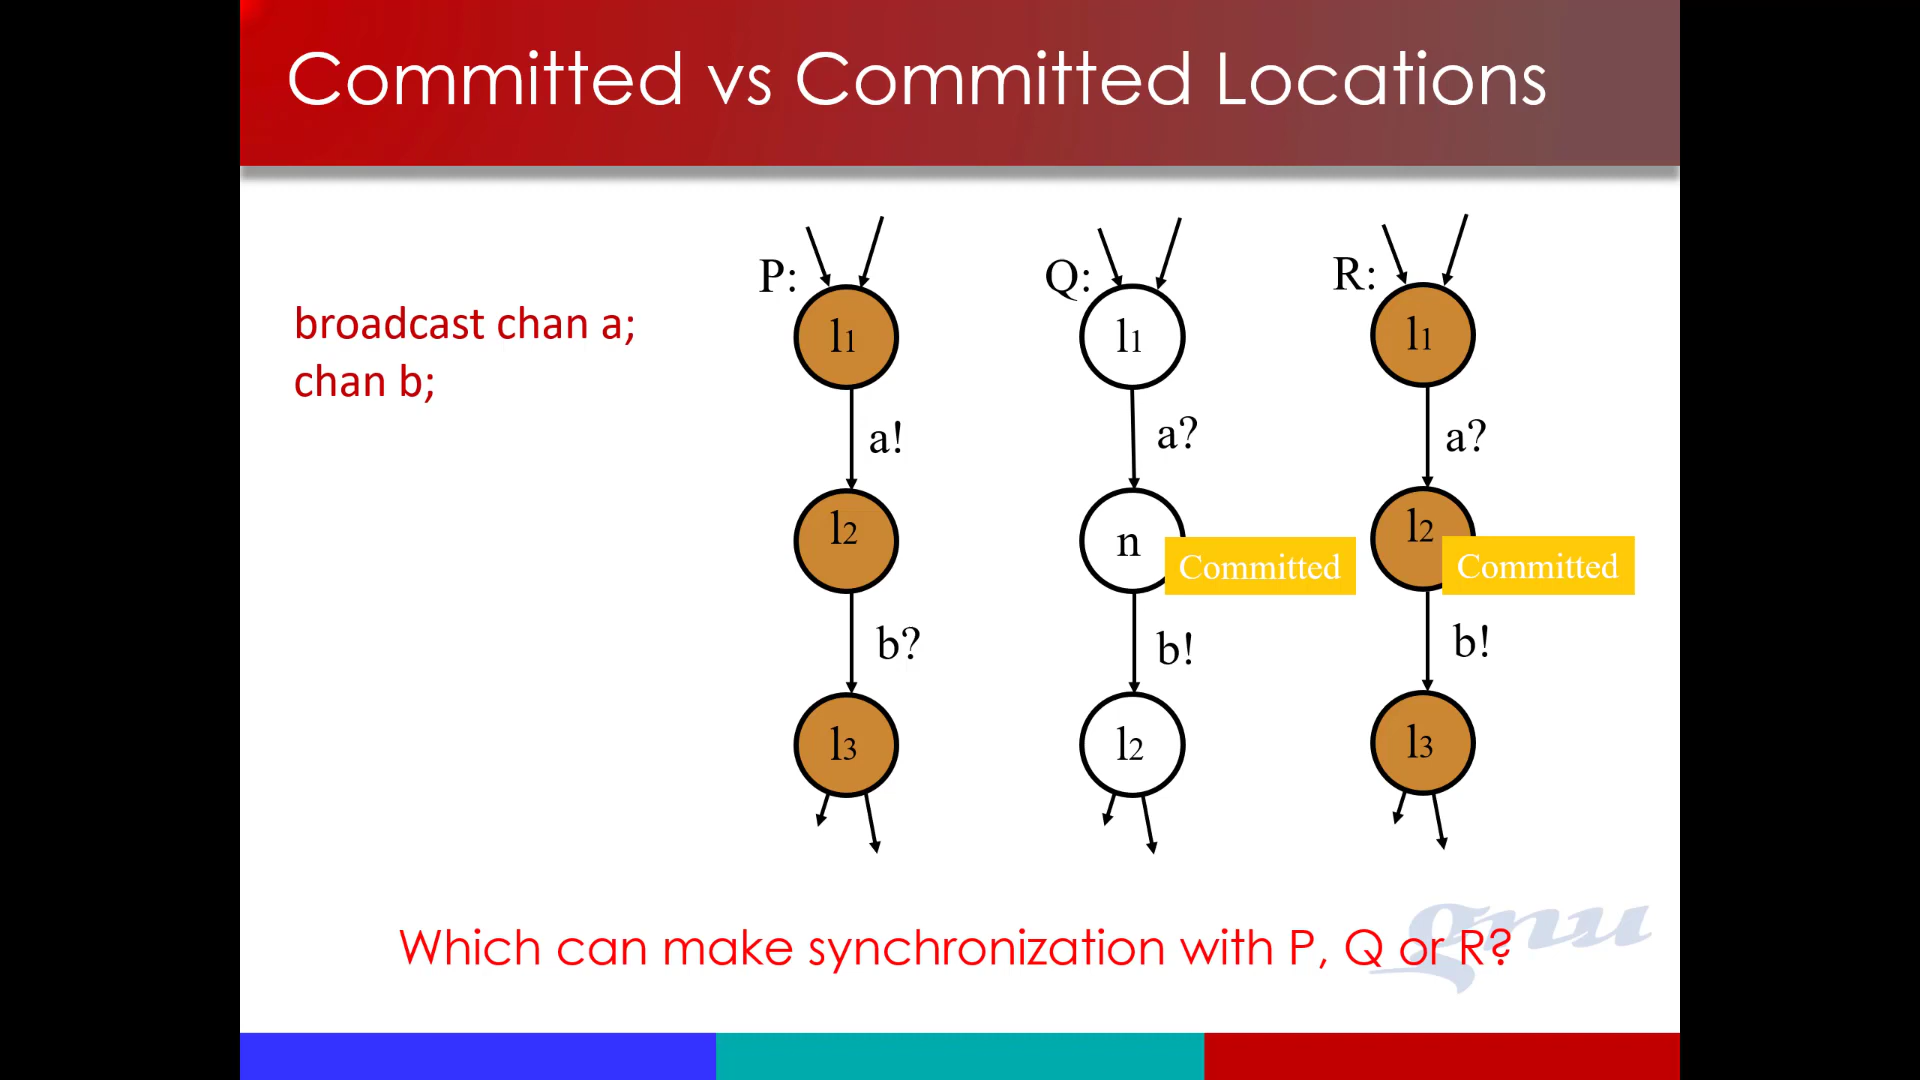 Committed vs Committed Locations
broadcast chan a;
chan b;
P:
Q:
R:
l1
l1
l1
a!
a?
a?
l2
n
l2
Committed
Committed
b?
b!
b!
l3
l2
l3
gnu
Which can make synchronization with P, Q or R?